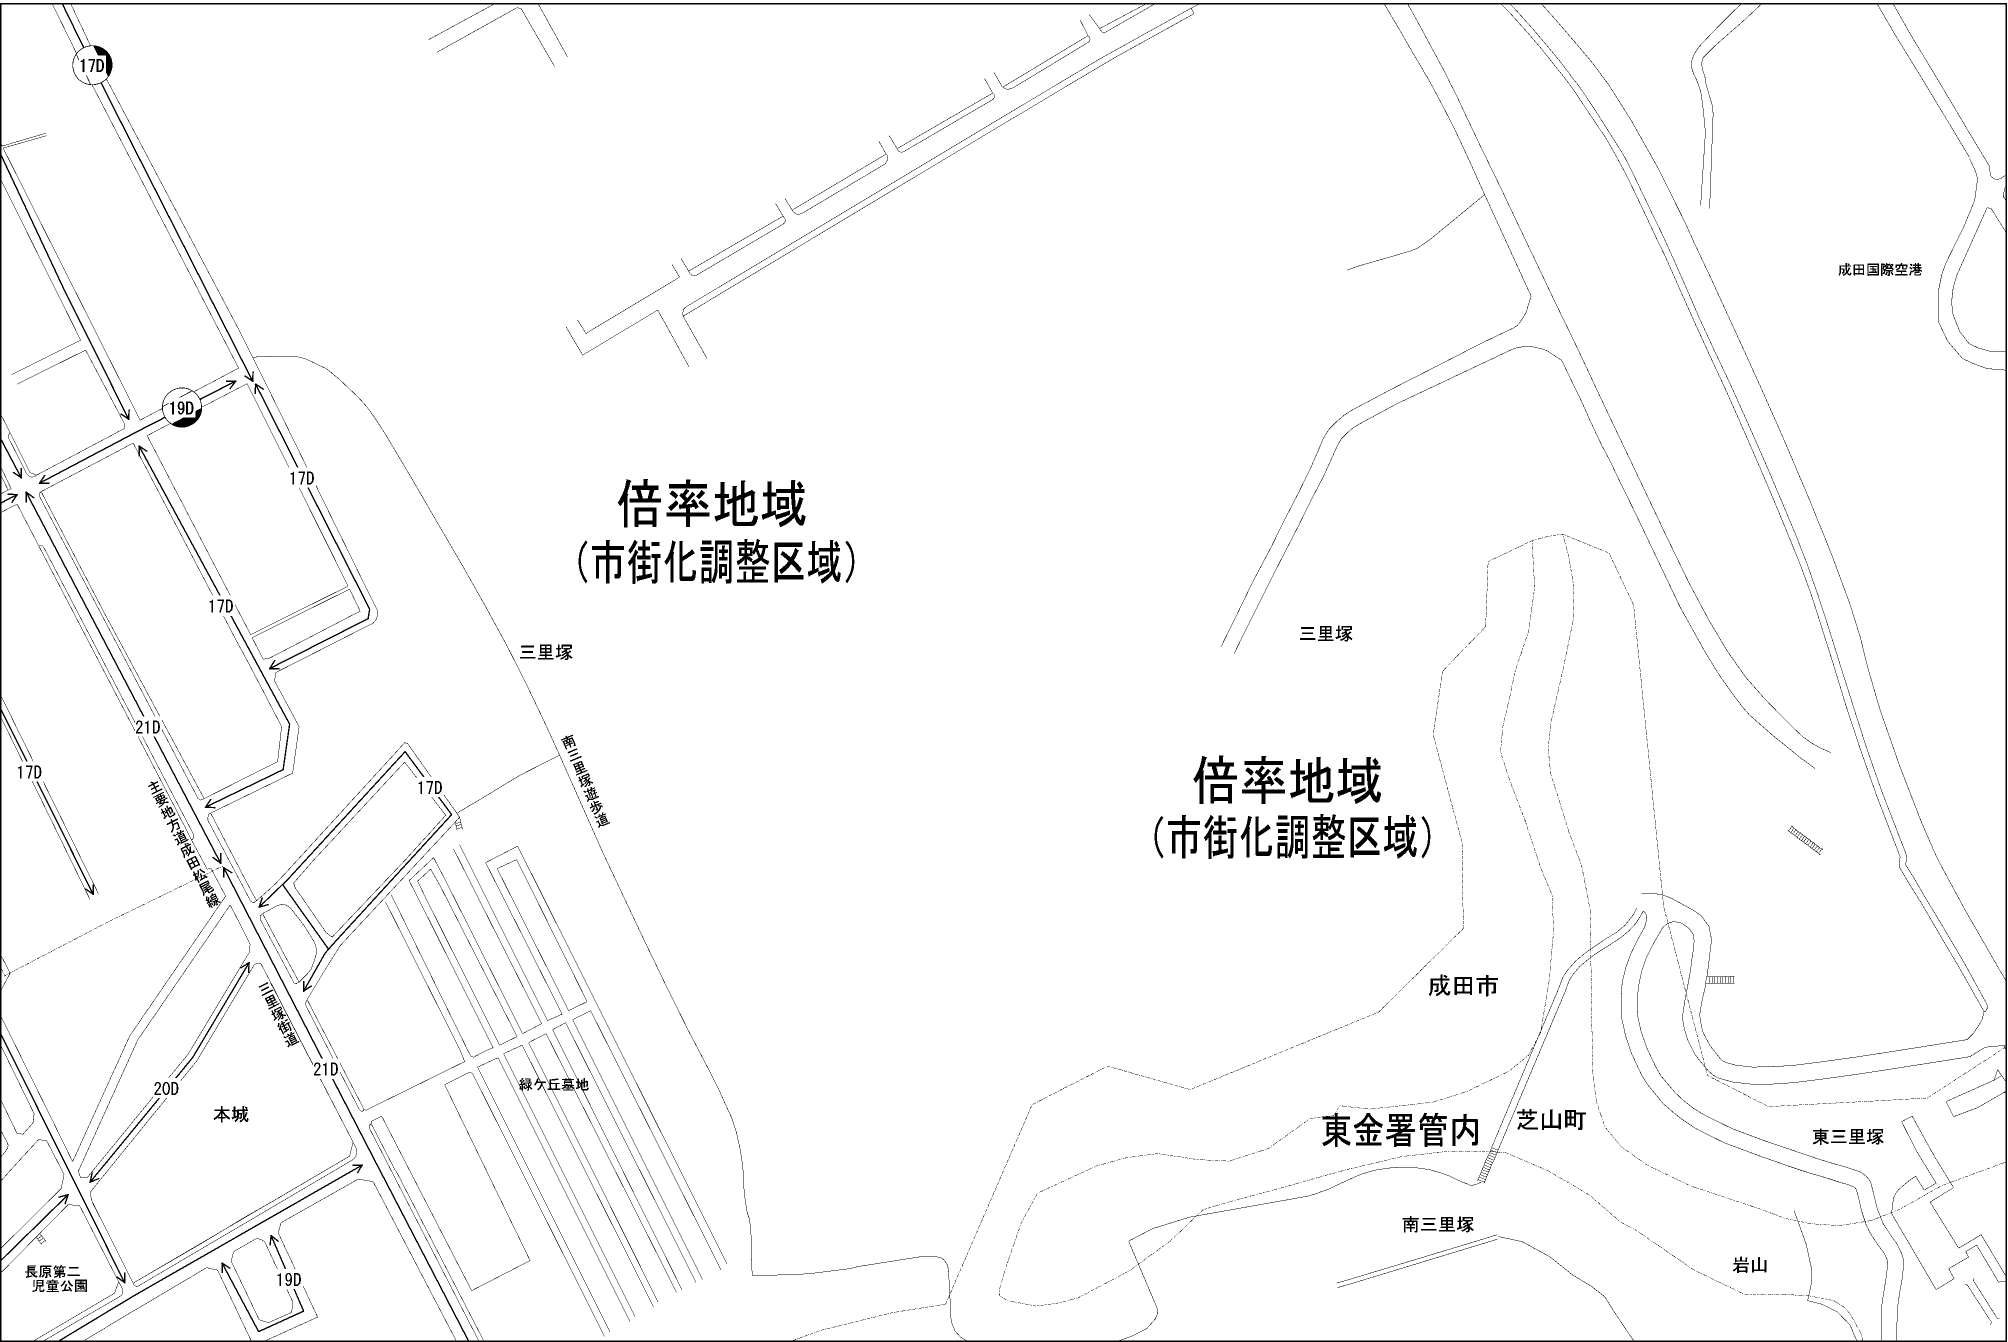 17D
成田国際空港
19D
17D
倍率地域
（市街化調整区域）
17D
三里塚
三里塚
21D
南三里塚遊歩道
17D
17D
倍率地域
（市街化調整区域）
主要地方道成田松尾線
成田市
三里塚街道
21D
20D
緑ケ丘墓地
本城
東金署管内
芝山町
東三里塚
南三里塚
岩山
長原第二
児童公園
19D